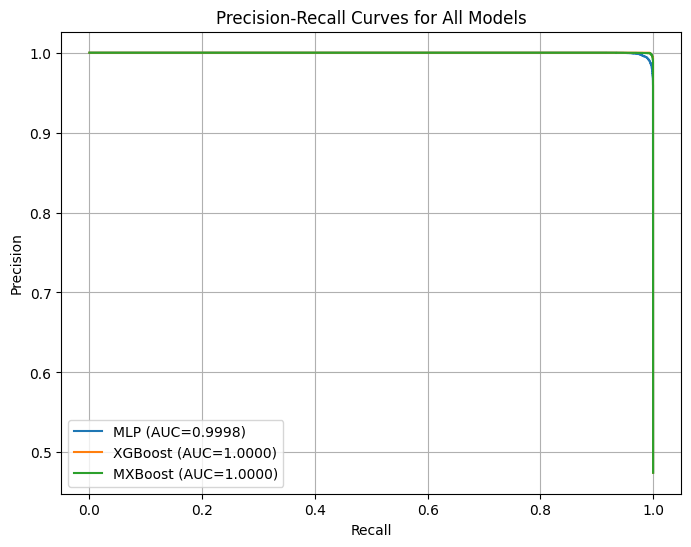 Precision-Recall Curves for All Models
1.0
0.9
0.8
0.7
0.6
0.5
Precision
MLP (AUC=0.9998)
XGBoost (AUC=1.0000)
MXBoost (AUC=1.0000)
0.0 0.2 0.4 0.6 0.8 1.0
Recall